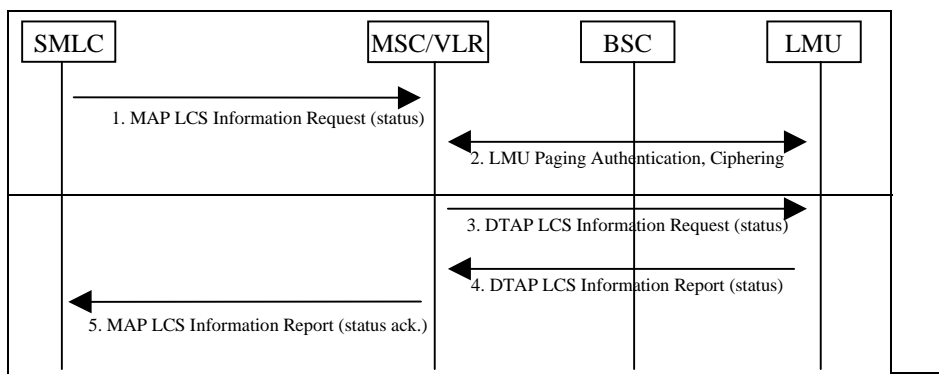 SMLC MSC/VLR BSC LMU
1. MAP LCS Information Request (status)
2. LMU Paging Authentication, Ciphering
3. DTAP LCS Information Request (status)
4. DTAP LCS Information Report (status)
5. MAP LCS Information Report (status ack.)